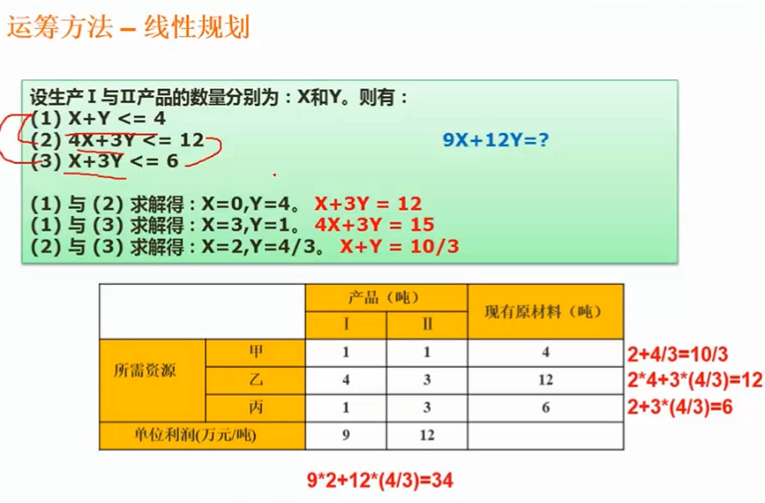 运筹方法 – 线性规划
设生产Ⅰ与Ⅱ产品的数量分别为：X和Y。则有：
(1) X+Y <= 4
(2) 4X+3Y <= 12
9X+12Y=?
(3) X+3Y <= 6
(1) 与 (2) 求解得：X=0,Y=4。 X+3Y = 12
(1) 与 (3) 求解得：X=3,Y=1。 4X+3Y = 15
(2) 与 (3) 求解得：X=2,Y=4/3。 X+Y = 10/3
产品（吨） 现有原材料（吨）
Ⅰ Ⅱ
所需资源 甲 1 1 4 2+4/3=10/3
乙 4 3 12 2*4+3*(4/3)=12
丙 1 3 6 2+3*(4/3)=6
单位利润(万元/吨) 9 12
9*2+12*(4/3)=34